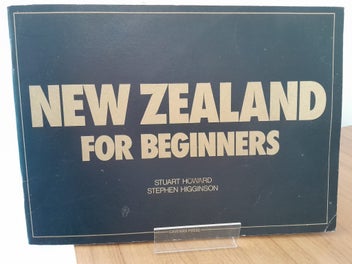 NEW ZEALAND
FOR BEGINNERS
STUART HOWARD
STEPHEN HIGGINSON